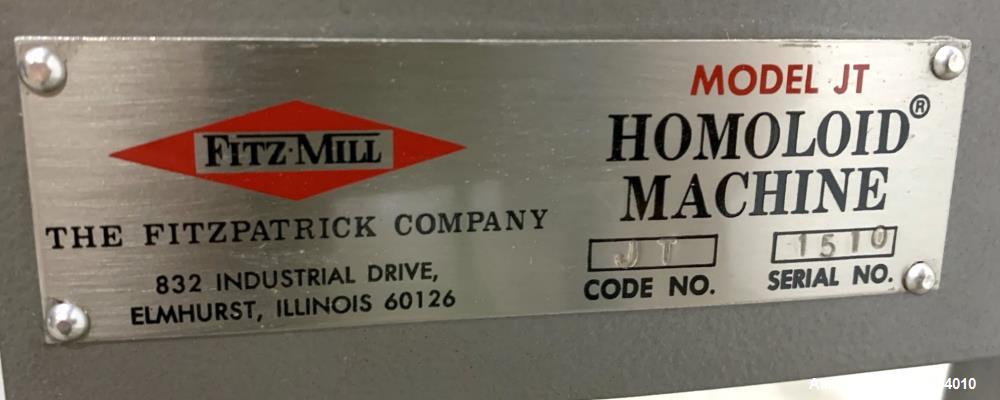 FITZ·MILL
THE FITZPATRICK COMPANY
832 INDUSTRIAL DRIVE,
ELMHURST, ILLINOIS 60126
MODEL JT
HOMOLOID®
MACHINE
JT 1510
CODE NO. SERIAL NO.